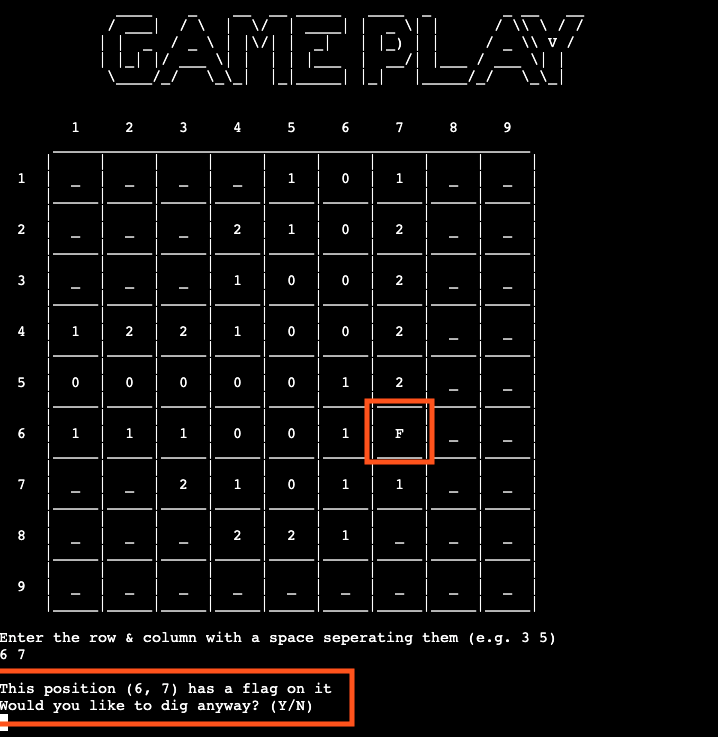 GAME PLAY
1 2 3 4 5 6 7 8 9
1 _ _ _ _ 1 0 1 _ _
2 _ _ _ 2 1 0 2 _ _
3 _ _ _ 1 0 0 2 _ _
4 1 2 2 1 0 0 2 _ _
5 0 0 0 0 0 1 2 _ _
6 1 1 1 0 0 1 F _ _
7 _ _ 2 1 0 1 1 _ _
8 _ _ _ 2 2 1 _ _ _
9 _ _ _ _ _ _ _ _ _
Enter the row & column with a space seperating them (e.g. 3 5)
6 7
This position (6, 7) has a flag on it
Would you like to dig anyway? (Y/N)